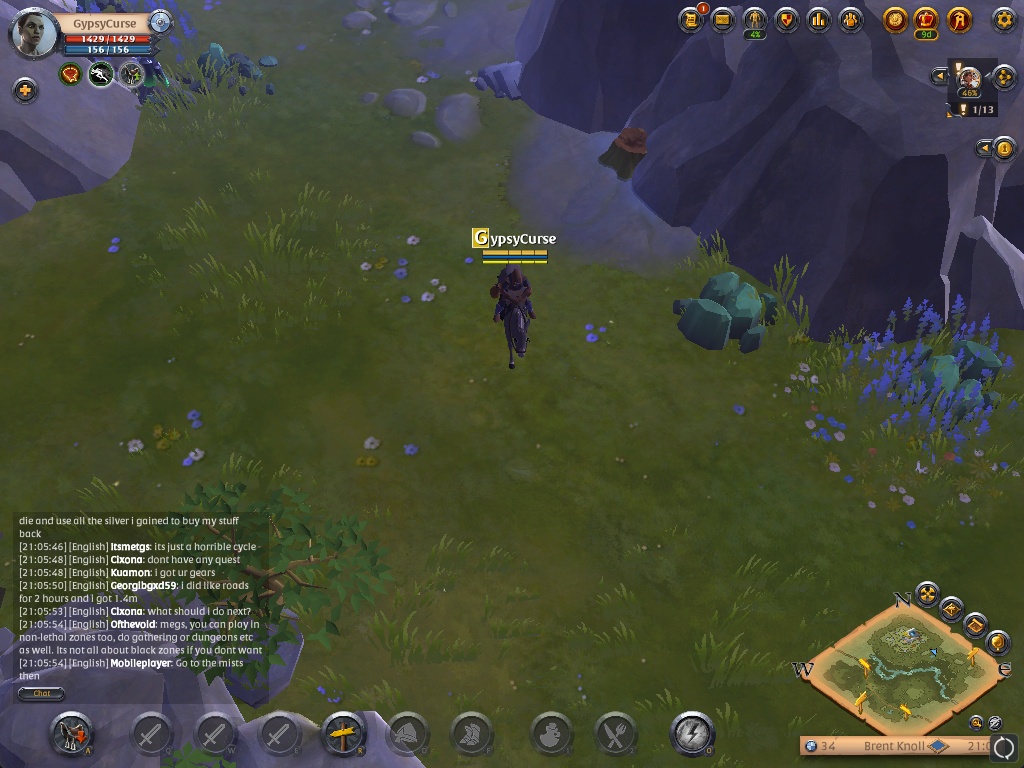 GypsyCurse
1429 / 1429
156 / 156
1
4%
9d
46%
1/13
1
GypsyCurse
die and use all the silver i gained to buy my stuff
back
[21:05:46] [English] Itsmetgs: its just a horrible cycle
[21:05:48] [English] Cixona: dont have any quest
[21:05:48] [English] Kuamon: i got ur gears
[21:05:50] [English] Georgibgxd59: i did like roads
for 2 hours and i got 1.4m
[21:05:53] [English] Cixona: what should i do next?
[21:05:54] [English] Ofthevoid: megs, you can play in
non-lethal zones too, do gathering or dungeons etc
as well. Its not all about black zones if you dont want
[21:05:54] [English] Mobileplayer: Go to the mists
then
Chat
N
W
E
A
Q
W
E
R
34
Brent Knoll
21:0